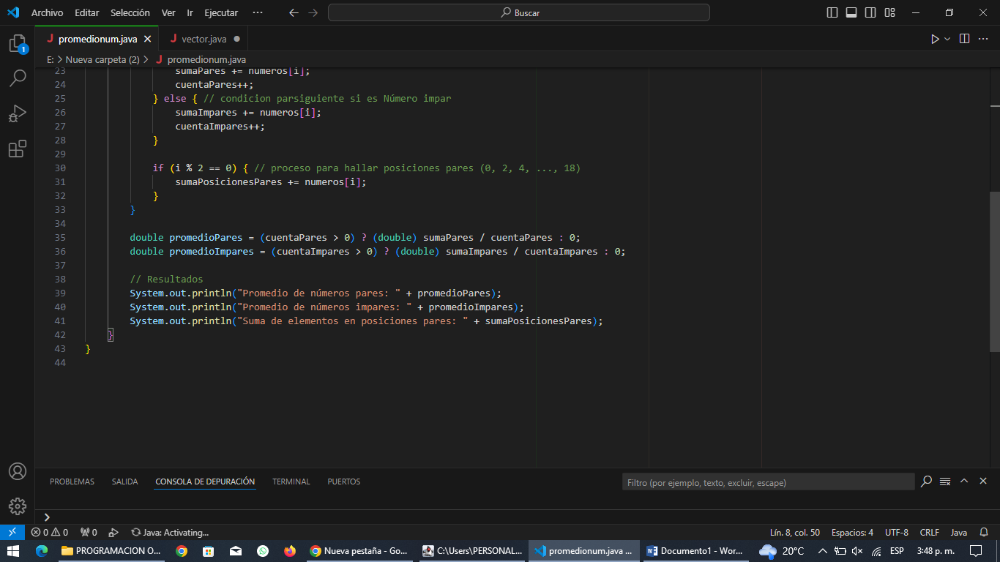 Archivo Editar Selección Ver Ir Ejecutar ··· Buscar
J promedionum.java J vector.java
E: > Nueva carpeta (2) > J promedionum.java
23 sumaPares += numeros[i];
24 cuentaPares++;
25 } else { // condicion parsiguiente si es Número impar
26 sumaImpares += numeros[i];
27 cuentaImpares++;
28 }
29
30 if (i % 2 == 0) { // proceso para hallar posiciones pares (0, 2, 4, ..., 18)
31 sumaPosicionesPares += numeros[i];
32 }
33 }
34
35 double promedioPares = (cuentaPares > 0) ? (double) sumaPares / cuentaPares : 0;
36 double promedioImpares = (cuentaImpares > 0) ? (double) sumaImpares / cuentaImpares : 0;
37
38 // Resultados
39 System.out.println("Promedio de números pares: " + promedioPares);
40 System.out.println("Promedio de números impares: " + promedioImpares);
41 System.out.println("Suma de elementos en posiciones pares: " + sumaPosicionesPares);
42 }
43 }
44
1
PROBLEMAS SALIDA CONSOLA DE DEPURACIÓN TERMINAL PUERTOS Filtro (por ejemplo, texto, excluir, escape)
>
0 0 0 Java: Activating... Lín. 8, col. 50 Espacios: 4 UTF-8 CRLF Java
PROGRAMACION O... Nueva pestaña - Go... C:\Users\PERSONAL... promedionum.java ... Documento1 - Wor... 20°C ESP 3:48 p. m.